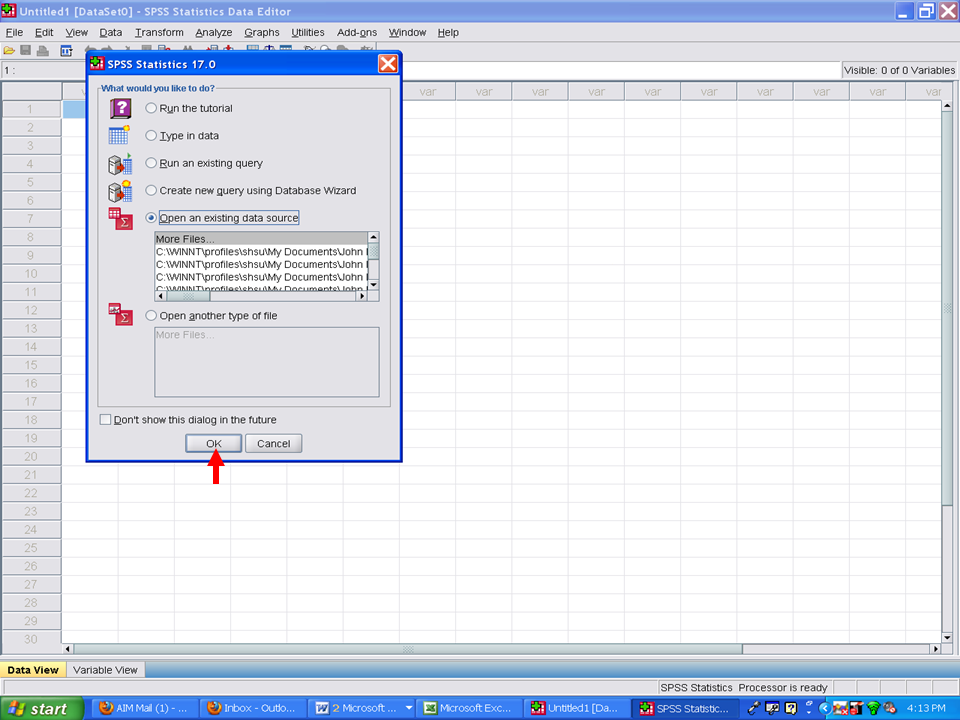 Untitled1 [DataSet0] - SPSS Statistics Data Editor
File Edit View Data Transform Analyze Graphs Utilities Add-ons Window Help
1 :
Visible: 0 of 0 Variables
var var var var var var var var var var
SPSS Statistics 17.0
What would you like to do?
Run the tutorial
Type in data
Run an existing query
Create new query using Database Wizard
Open an existing data source
More Files...
C:\WINNT\profiles\shsu\My Documents\John
C:\WINNT\profiles\shsu\My Documents\John
C:\WINNT\profiles\shsu\My Documents\John
C:\WINNT\profiles\shsu\My Documents\John
Open another type of file
More Files...
Don't show this dialog in the future
OK Cancel
1
2
3
4
5
6
7
8
9
10
11
12
13
14
15
16
17
18
19
20
21
22
23
24
25
26
27
28
29
30
Data View Variable View
SPSS Statistics Processor is ready
start AIM Mail (1) - ... Inbox - Outlo... 2 Microsoft ... Microsoft Exc... Untitled1 [Da... SPSS Statistic... 4:13 PM